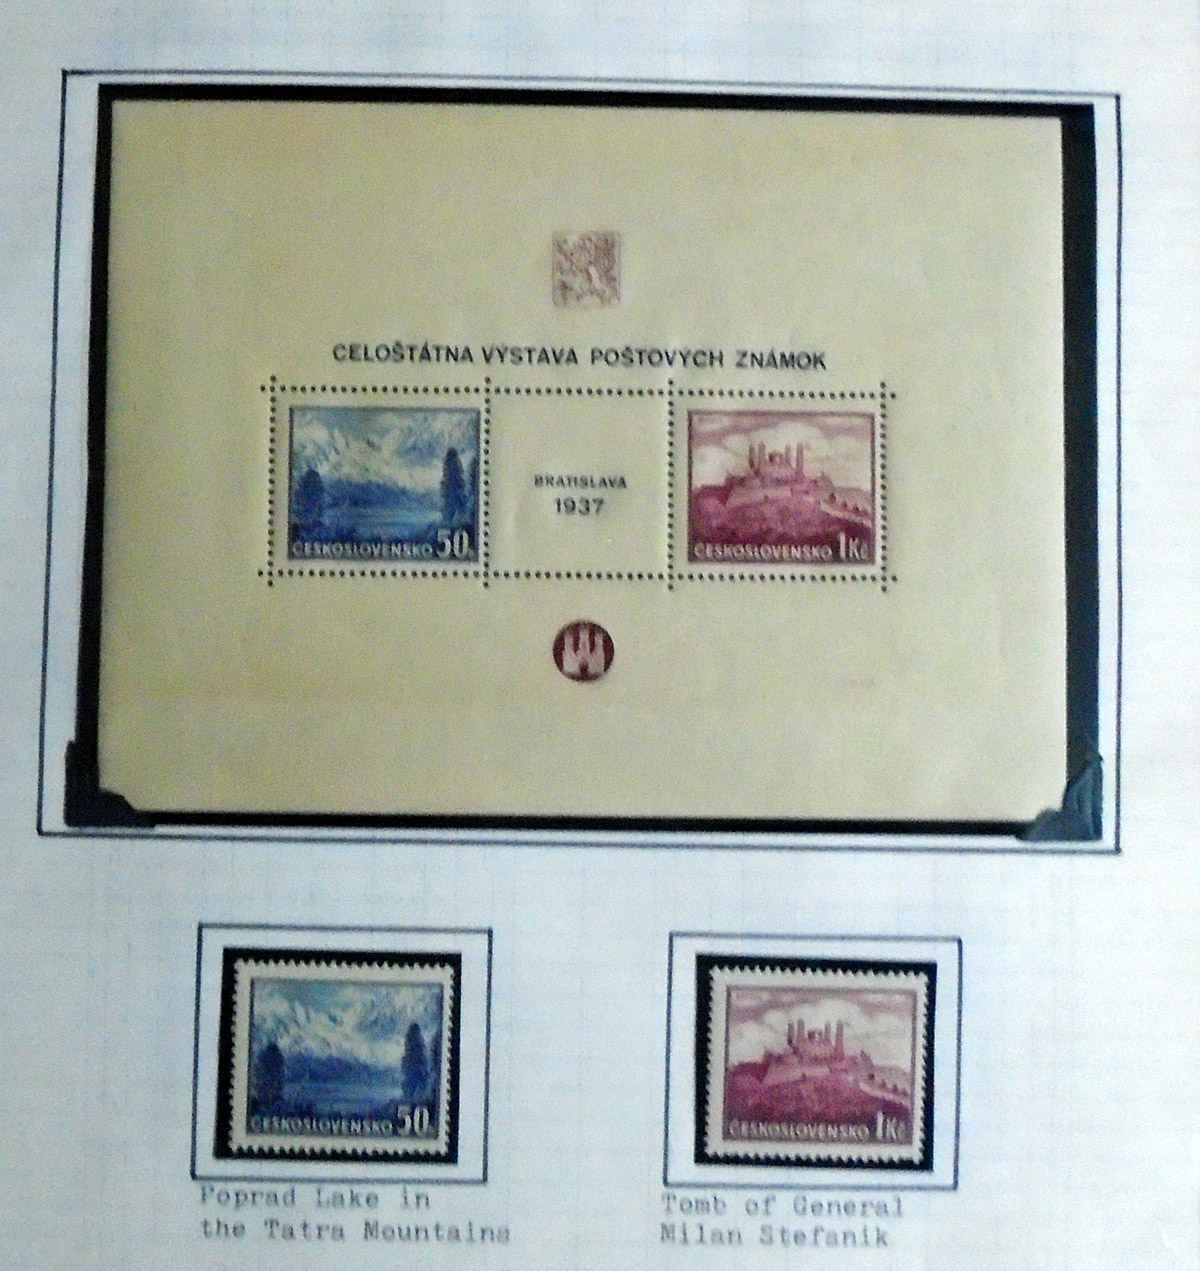 CELOŠTÁTNA VÝSTAVA POŠTOVÝCH ZNÁMOK
BRATISLAVA
1937
ČESKOSLOVENSKO 50h
ČESKOSLOVENSKO 1Kč
ČESKOSLOVENSKO 50h
ČESKOSLOVENSKO 1Kč
Poprad Lake in
the Tatra Mountains
Tomb of General
Milan Stefanik